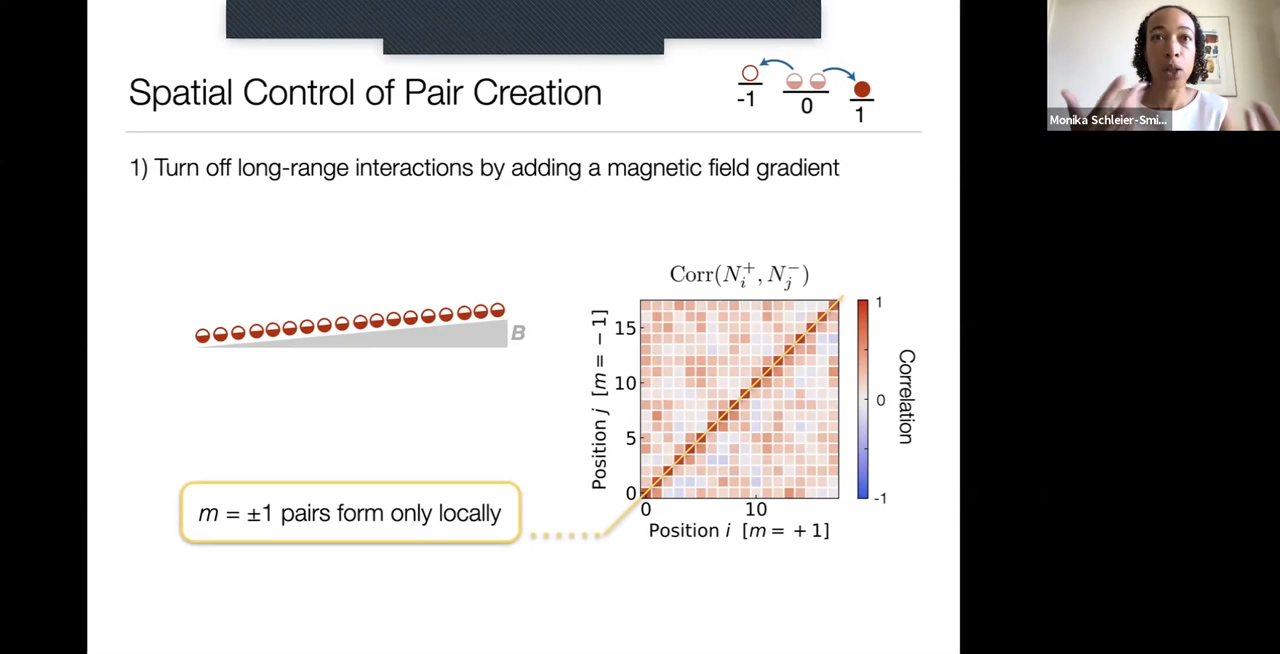 Spatial Control of Pair Creation
-1
0
1
Monika Schleier-Smi...
1) Turn off long-range interactions by adding a magnetic field gradient
B
m = ±1 pairs form only locally
Corr(N_i^+, N_j^-)
Position j [m = −1]
15
10
5
0
0
10
Position i [m = +1]
1
0
-1
Correlation